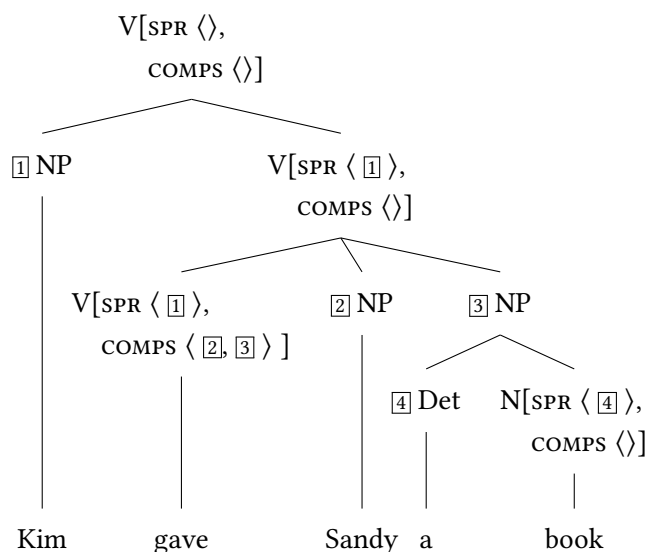 V[SPR ⟨⟩,
COMPS ⟨⟩]
1 NP V[SPR ⟨ 1 ⟩,
COMPS ⟨⟩]
V[SPR ⟨ 1 ⟩, 2 NP 3 NP
COMPS ⟨ 2, 3 ⟩ ]
4 Det N[SPR ⟨ 4 ⟩,
COMPS ⟨⟩]
Kim gave Sandy a book